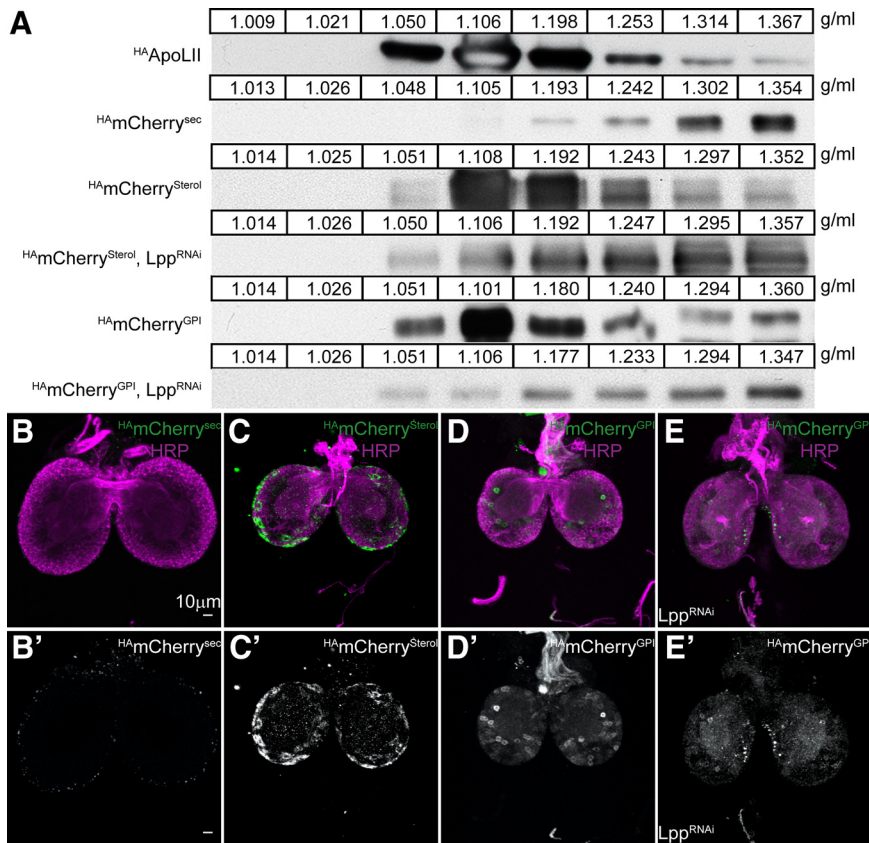 A
1.009 1.021 1.050 1.106 1.198 1.253 1.314 1.367 g/ml
HAApoLII
1.013 1.026 1.048 1.105 1.193 1.242 1.302 1.354 g/ml
HAmCherrysec
1.014 1.025 1.051 1.108 1.192 1.243 1.297 1.352 g/ml
HAmCherrySterol
1.014 1.026 1.050 1.106 1.192 1.247 1.295 1.357 g/ml
HAmCherrySterol, LppRNAi
1.014 1.026 1.051 1.101 1.180 1.240 1.294 1.360 g/ml
HAmCherryGPI
1.014 1.026 1.051 1.106 1.177 1.233 1.294 1.347 g/ml
HAmCherryGPI, LppRNAi
B HAmCherrysec
HRP
10μm
C HAmCherrySterol
HRP
D HAmCherryGPI
HRP
E HAmCherryGP
HRP
LppRNAi
B' HAmCherrysec
C' HAmCherrySterol
D' HAmCherryGPI
E' HAmCherryGP
LppRNAi